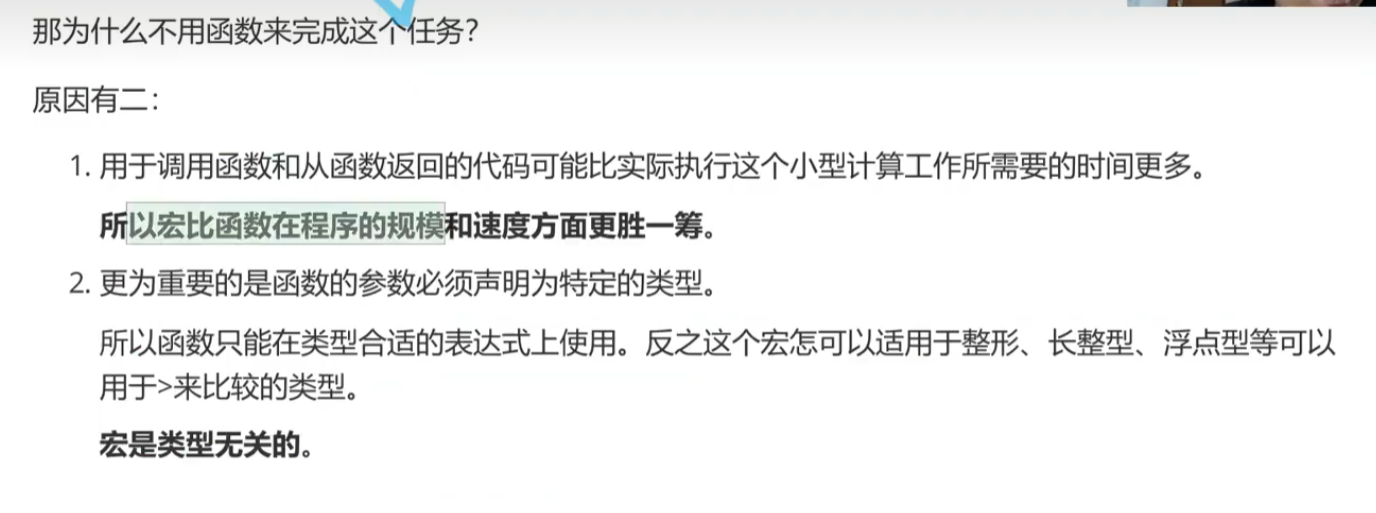 那为什么不用函数来完成这个任务？
原因有二：
1. 用于调用函数和从函数返回的代码可能比实际执行这个小型计算工作所需要的时间更多。
所以宏比函数在程序的规模和速度方面更胜一筹。
2. 更为重要的是函数的参数必须声明为特定的类型。
所以函数只能在类型合适的表达式上使用。反之这个宏怎可以适用于整形、长整型、浮点型等可以
用于>来比较的类型。
宏是类型无关的。